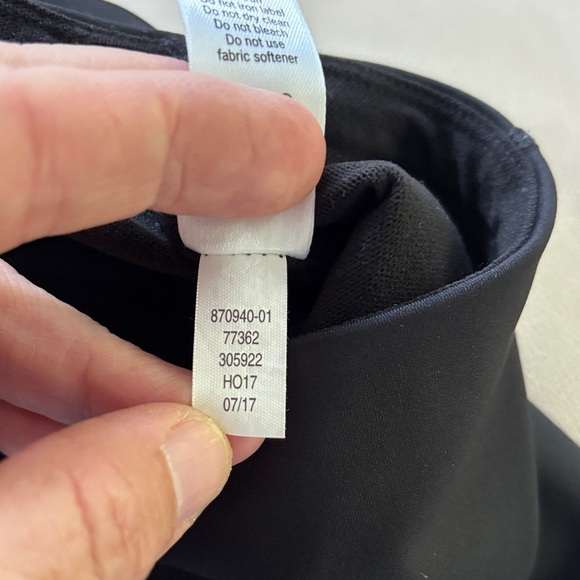 Do not iron label
Do not dry clean
Do not bleach
Do not use
fabric softener
870940-01
77362
305922
HO17
07/17